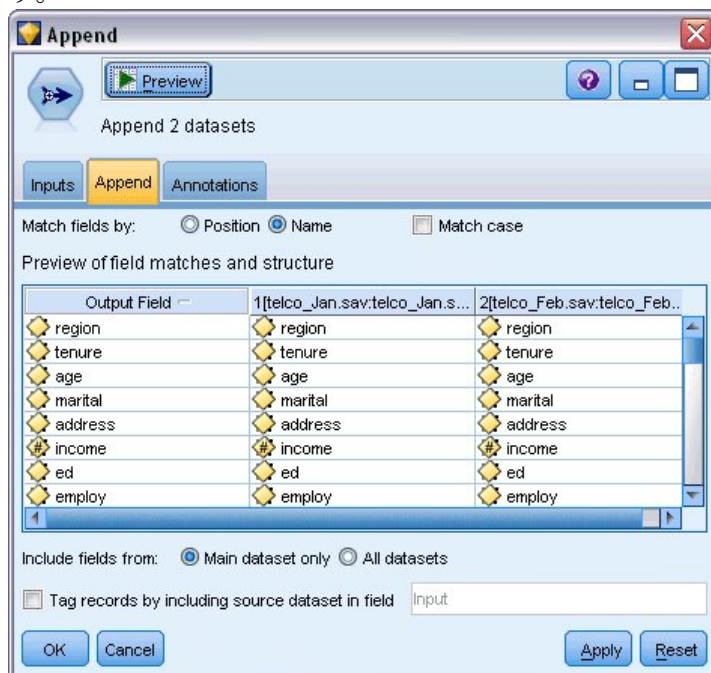 す。
Append
Preview
Append 2 datasets
Inputs Append Annotations
Match fields by: Position Name Match case
Preview of field matches and structure
Output Field 1[telco_Jan.sav:telco_Jan.s... 2[telco_Feb.sav:telco_Feb..
region region region
tenure tenure tenure
age age age
marital marital marital
address address address
income income income
ed ed ed
employ employ employ
Include fields from: Main dataset only All datasets
Tag records by including source dataset in field Input
OK Cancel Apply Reset